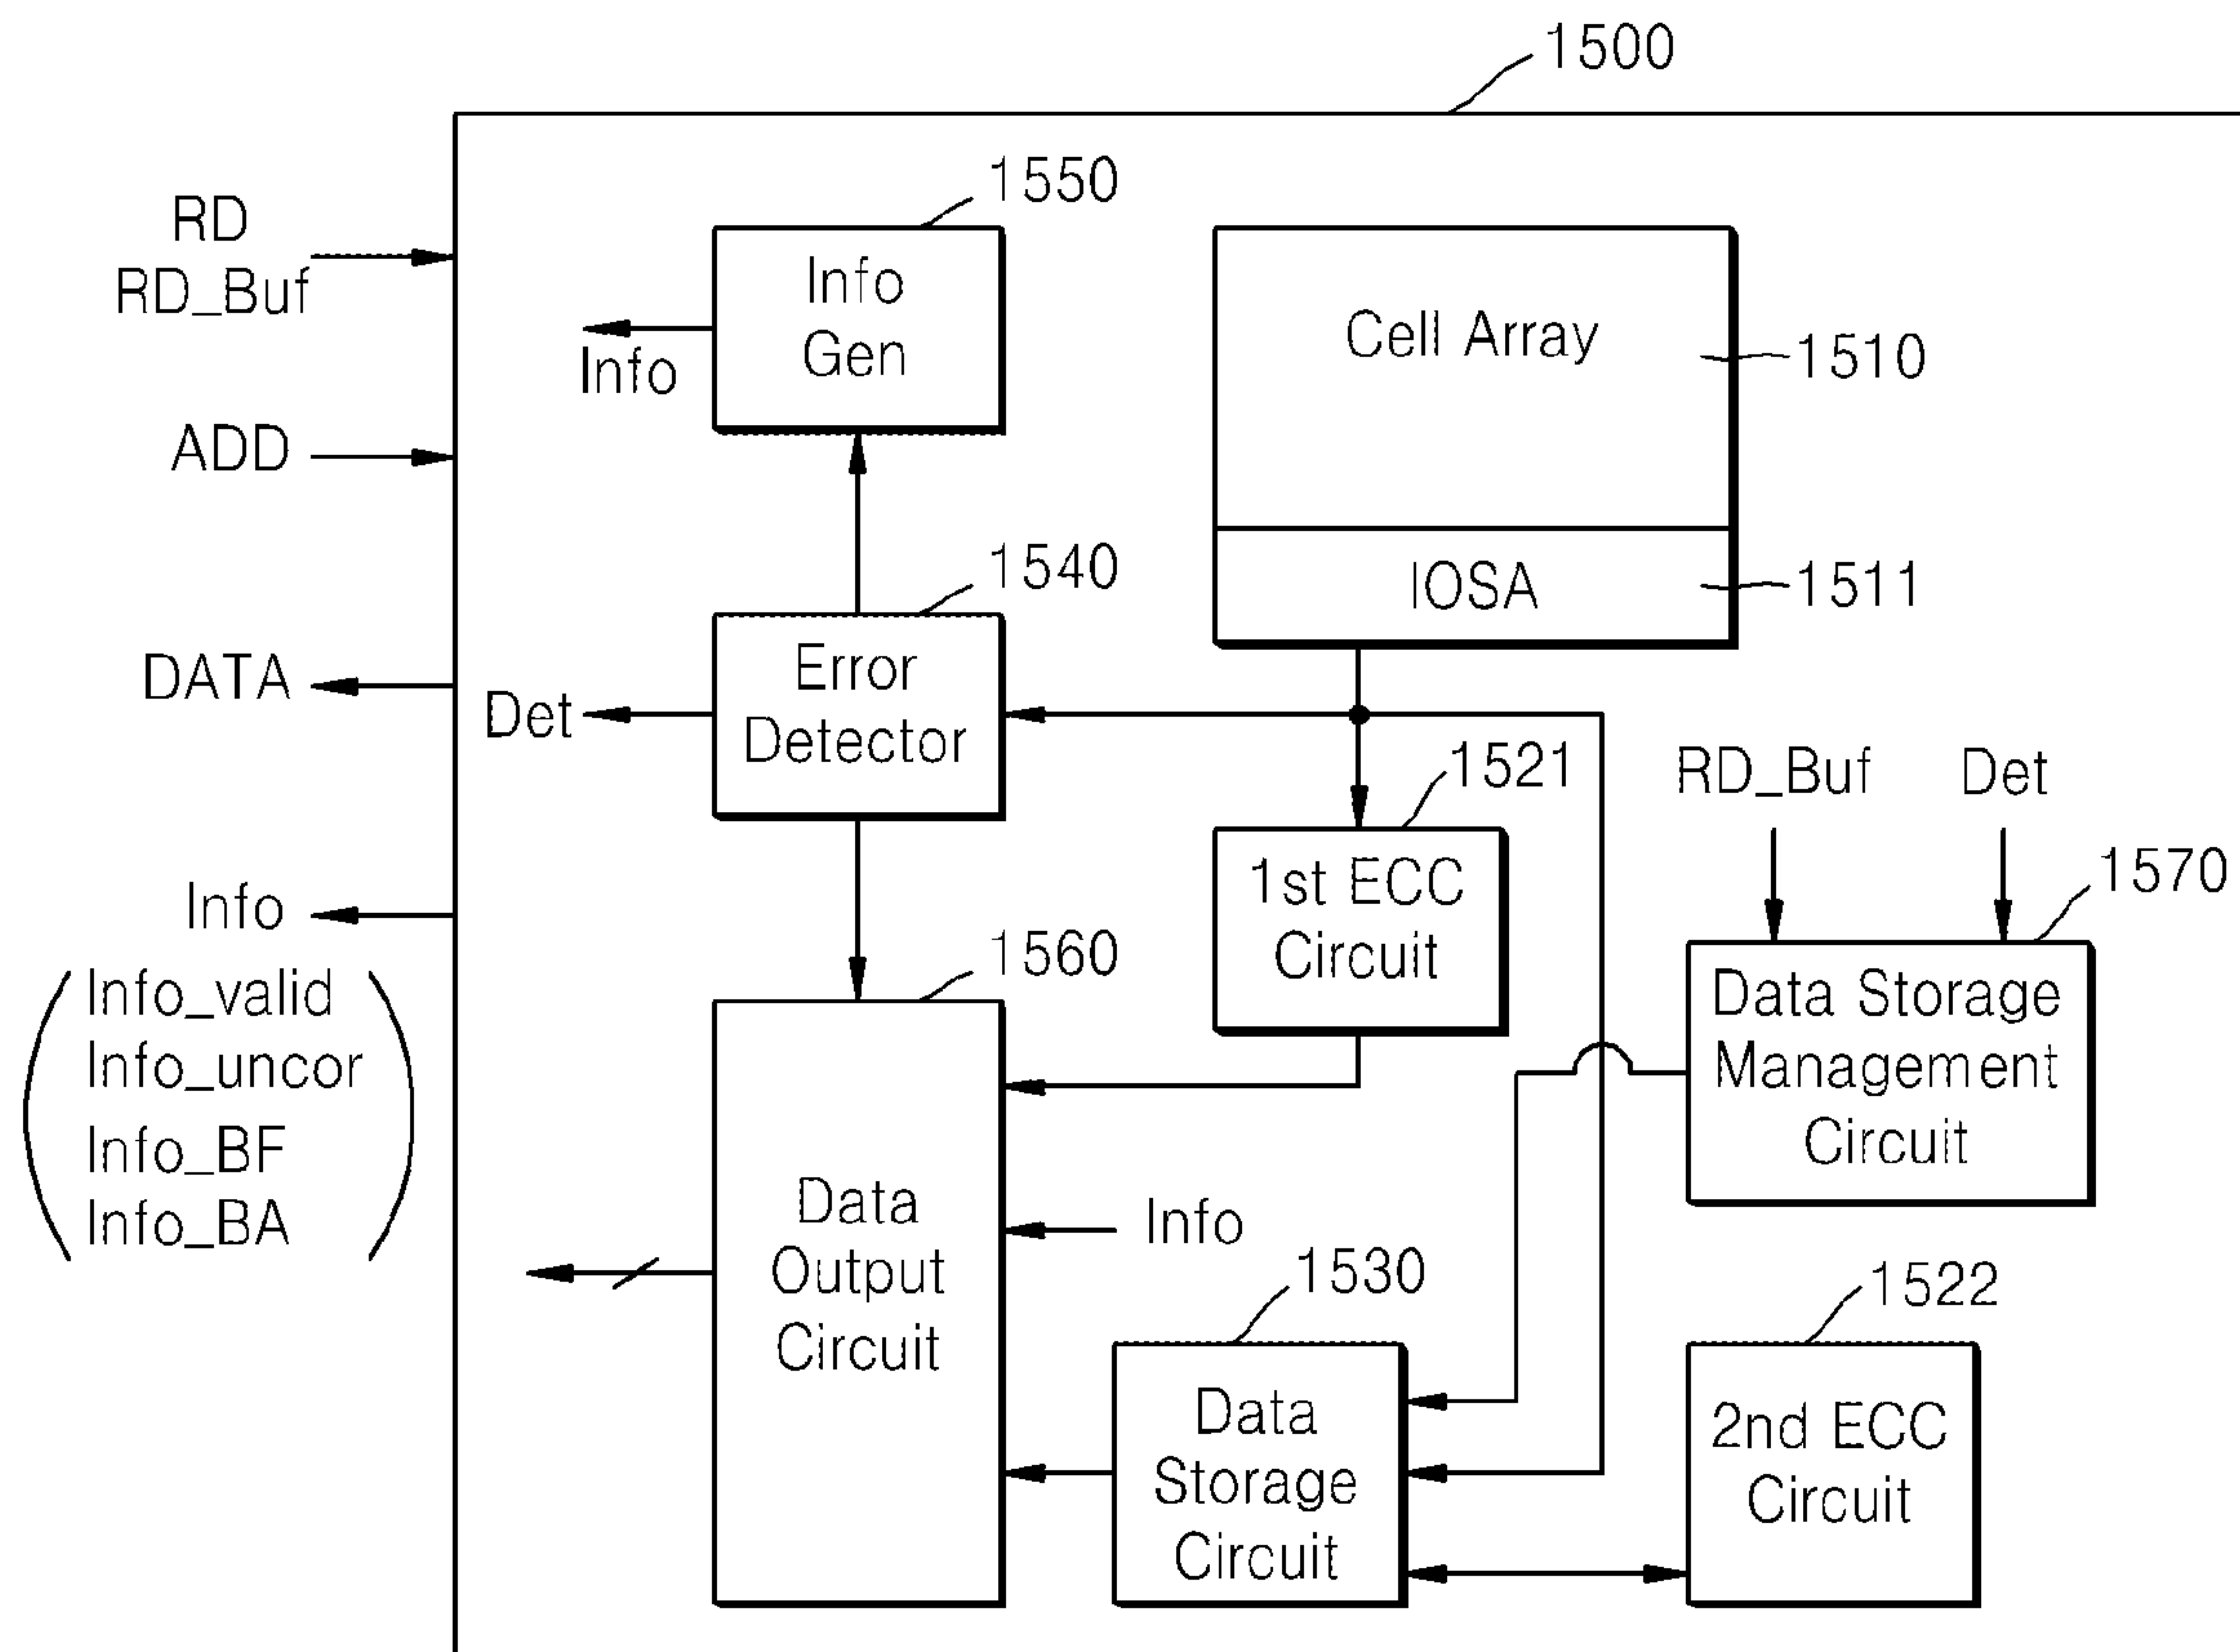 1500
RD
RD_Buf
ADD
DATA
Info
Info_valid
Info_uncor
Info_BF
Info_BA
1550
Info
Gen
Info
Cell Array
1510
IOSA
1511
1540
Error
Detector
Det
1521
1st ECC
Circuit
RD_Buf
Det
1570
Data Storage
Management
Circuit
1560
Data
Output
Circuit
Info
1530
Data
Storage
Circuit
1522
2nd ECC
Circuit